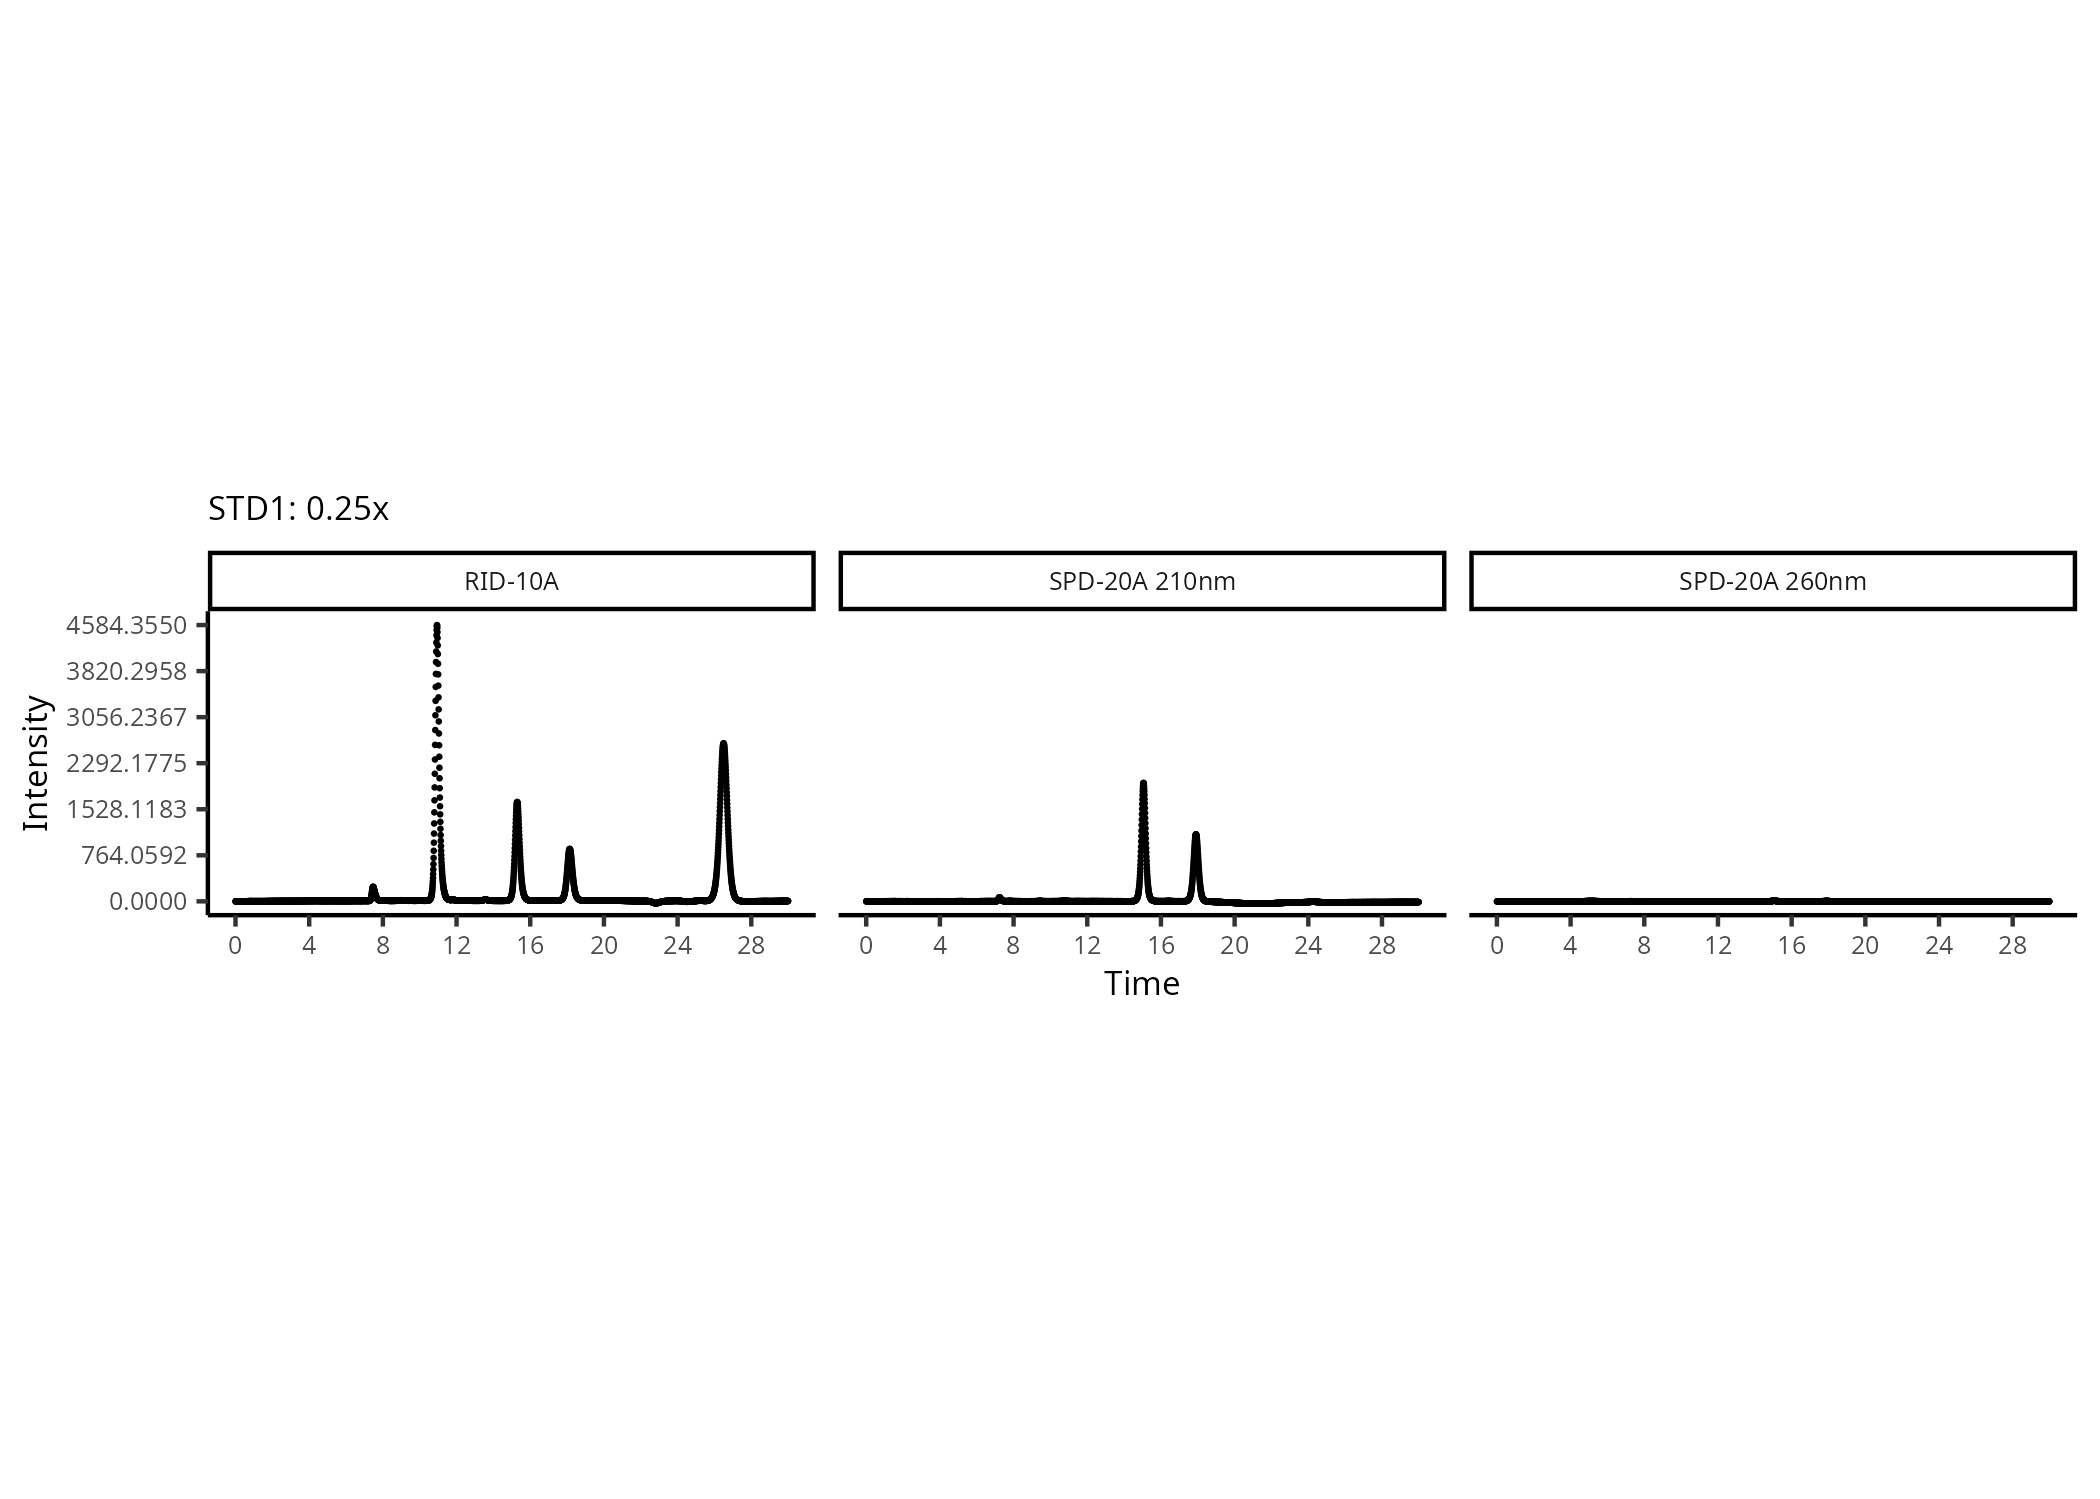 STD1: 0.25x
RID-10A SPD-20A 210nm SPD-20A 260nm
4584.3550
3820.2958
3056.2367
2292.1775
1528.1183
764.0592
0.0000
Intensity
0 4 8 12 16 20 24 28 0 4 8 12 16 20 24 28 0 4 8 12 16 20 24 28
Time